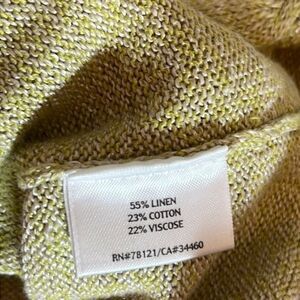 55% LINEN
23% COTTON
22% VISCOSE
RN#78121/CA#34460